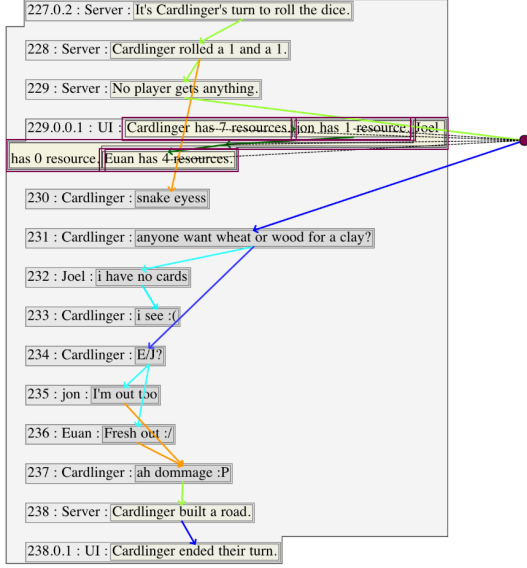 227.0.2 : Server : It's Cardlinger's turn to roll the dice.
228 : Server : Cardlinger rolled a 1 and a 1.
229 : Server : No player gets anything.
229.0.0.1 : UI : Cardlinger has 7 resources. jon has 1 resource. Joel
has 0 resource. Euan has 4 resources.
230 : Cardlinger : snake eyess
231 : Cardlinger : anyone want wheat or wood for a clay?
232 : Joel : i have no cards
233 : Cardlinger : i see :(
234 : Cardlinger : E/J?
235 : jon : I'm out too
236 : Euan : Fresh out :/
237 : Cardlinger : ah dommage :P
238 : Server : Cardlinger built a road.
238.0.1 : UI : Cardlinger ended their turn.